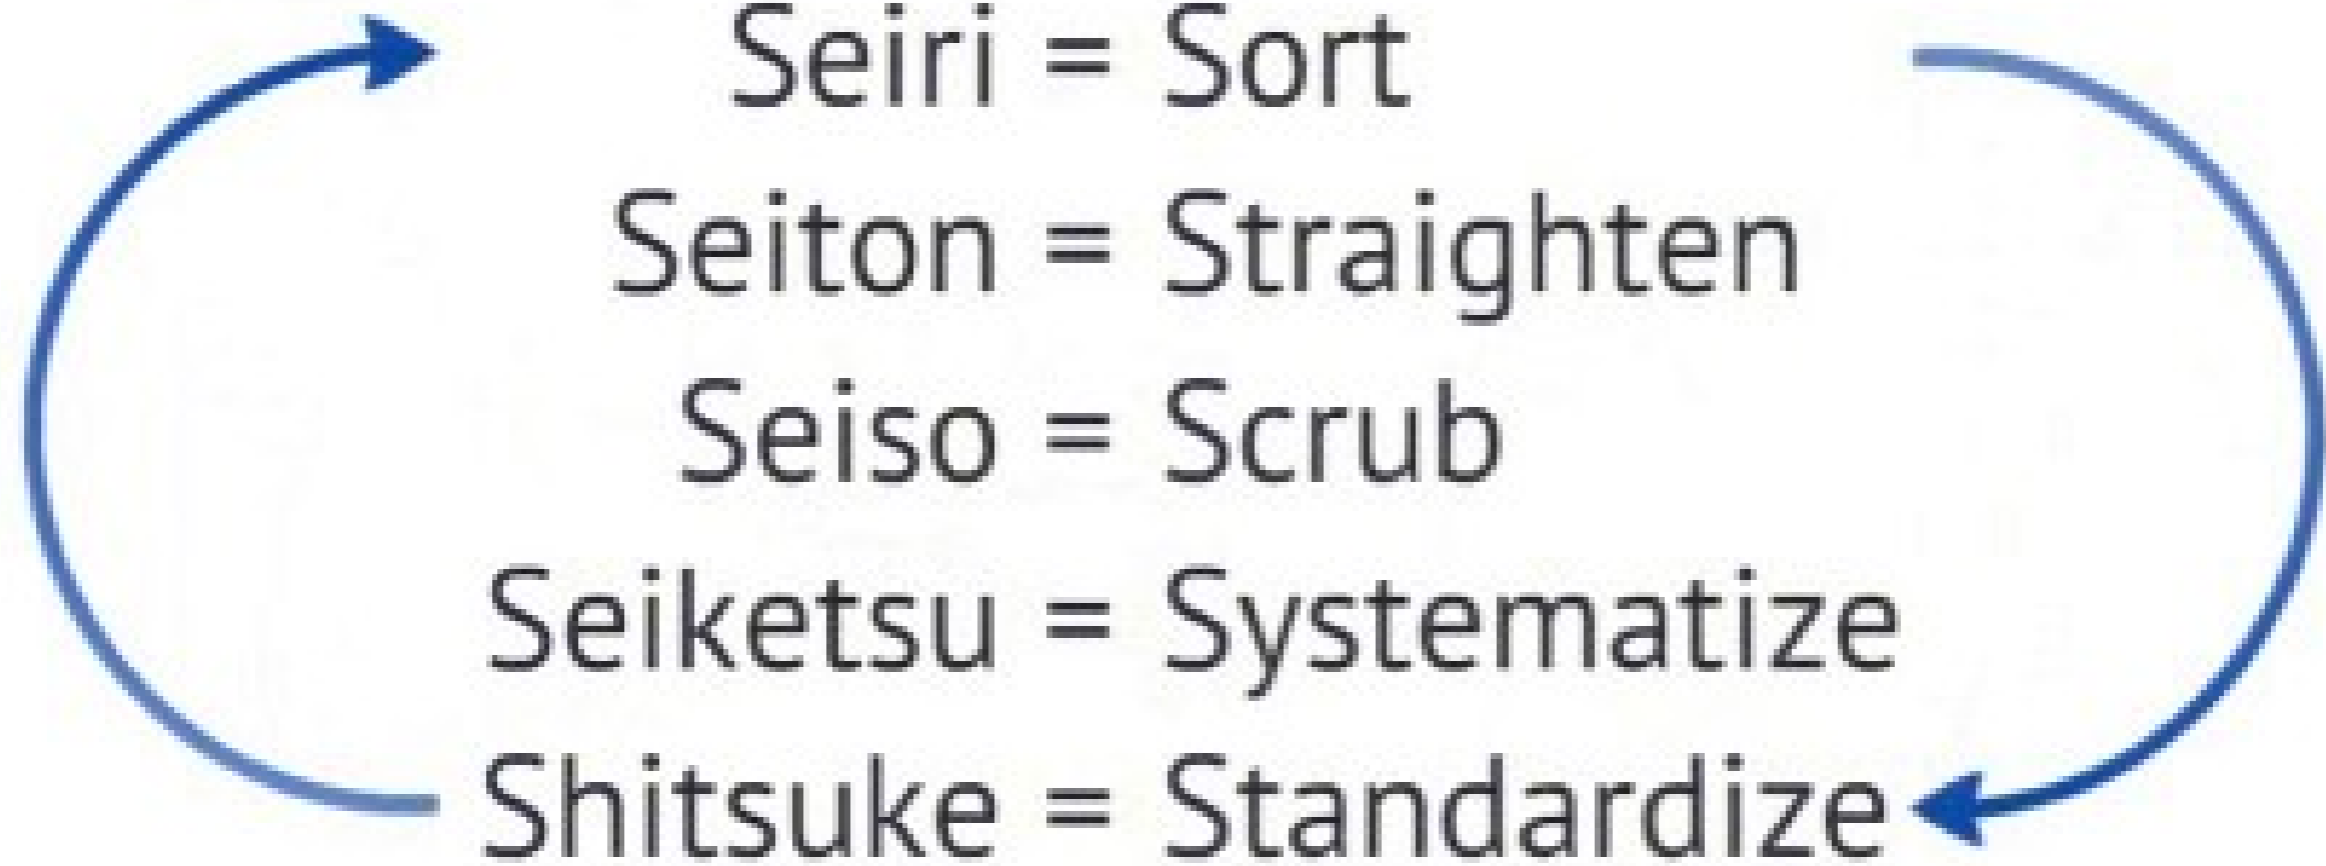 Seiri = Sort
Seiton = Straighten
Seiso = Scrub
Seiketsu = Systematize
Shitsuke = Standardize